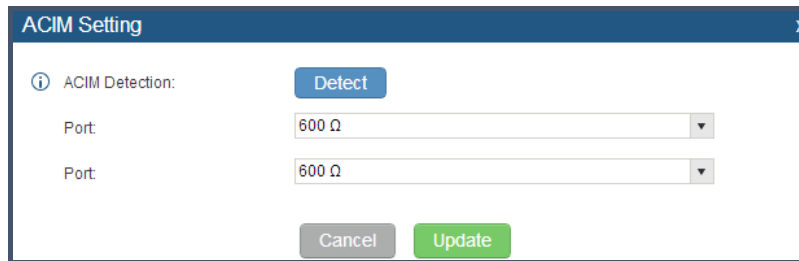 ACIM Setting
ACIM Detection: Detect
Port: 600 Ω
Port: 600 Ω
Cancel Update